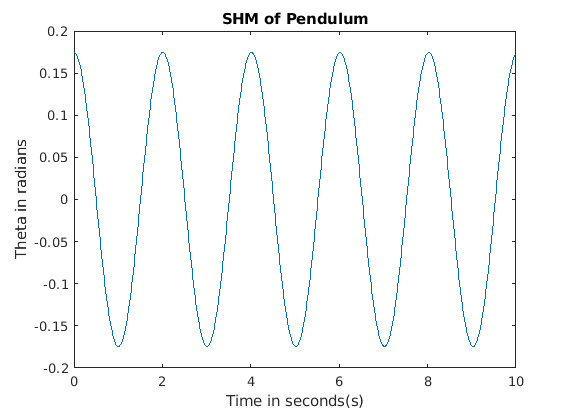 SHM of Pendulum
0.2
0.15
0.1
0.05
0
-0.05
-0.1
-0.15
-0.2
Theta in radians
0 2 4 6 8 10
Time in seconds(s)